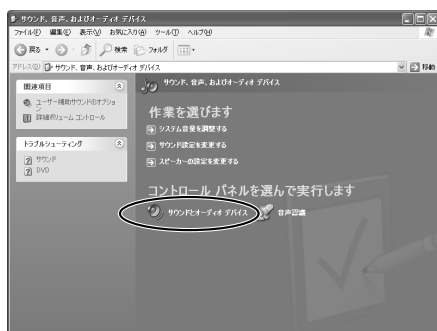 サウンド、音声、およびオーディオ デバイス
ファイル(F) 編集(E) 表示(V) お気に入り(A) ツール(T) ヘルプ(H)
戻る 検索 フォルダ
アドレス(D) サウンド、音声、およびオーディオ デバイス 移動
関連項目
ユーザー補助サウンドのオプション
詳細ボリューム コントロール
トラブルシューティング
サウンド
DVD
サウンド、音声、およびオーディオ デバイス
作業を選びます
システム音量を調整する
サウンド設定を変更する
スピーカーの設定を変更する
コントロール パネルを選んで実行します
サウンドとオーディオ デバイス 音声認識